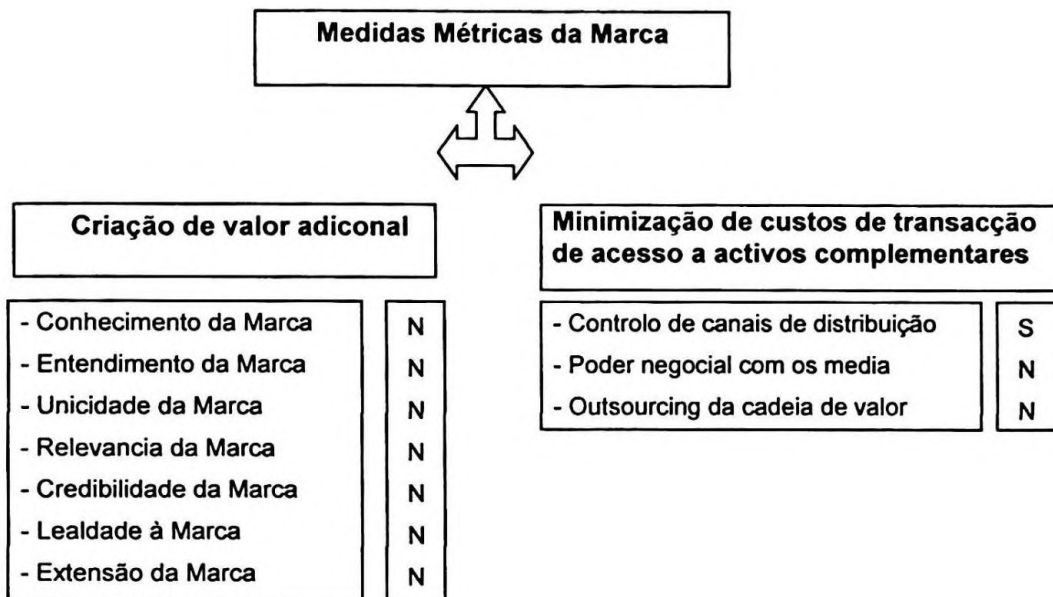 Medidas Métricas da Marca
Criação de valor adiconal
- Conhecimento da Marca N
- Entendimento da Marca N
- Unicidade da Marca N
- Relevancia da Marca N
- Credibilidade da Marca N
- Lealdade à Marca N
- Extensão da Marca N
Minimização de custos de transacção
de acesso a activos complementares
- Controlo de canais de distribuição S
- Poder negocial com os media N
- Outsourcing da cadeia de valor N